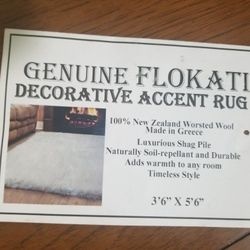 GENUINE FLOKATI
DECORATIVE ACCENT RUG
100% New Zealand Worsted Wool
Made in Greece
Luxurious Shag Pile
Naturally Soil-repellant and Durable
Adds warmth to any room
Timeless Style
3'6" X 5'6"